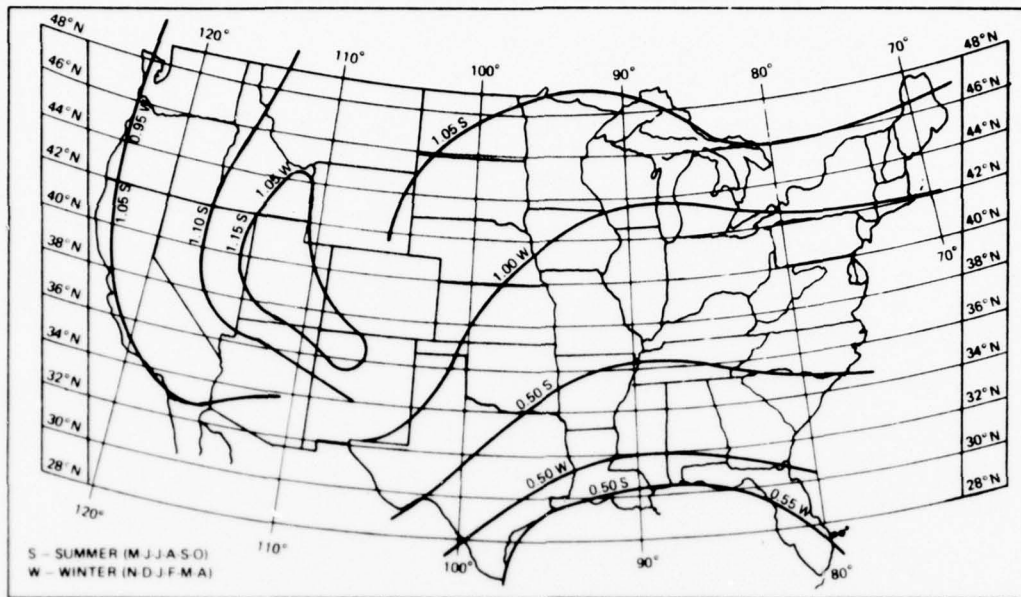 48°N
46°N
44°N
42°N
40°N
38°N
36°N
34°N
32°N
30°N
28°N
120°
110°
100°
90°
80°
70°
48°N
46°N
44°N
42°N
40°N
38°N
36°N
34°N
32°N
30°N
28°N
70°
120°
110°
100°
90°
80°
0.95 W
1.05 S
1.10 S
1.15 S
1.05 W
1.05 S
1.00 W
0.50 S
0.50 W
0.50 S
0.55 W
S – SUMMER (M-J-J-A-S-O)
W – WINTER (N-D-J-F-M-A)